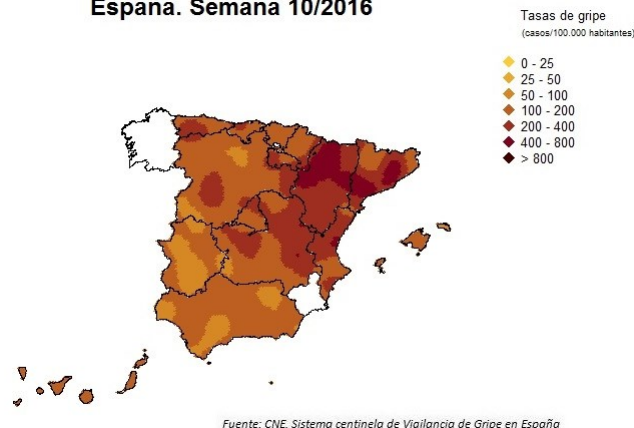 España. Semana 10/2016
Tasas de gripe
(casos/100.000 habitantes)
0 - 25
25 - 50
50 - 100
100 - 200
200 - 400
400 - 800
> 800
Fuente: CNE. Sistema centinela de Vigilancia de Gripe en España